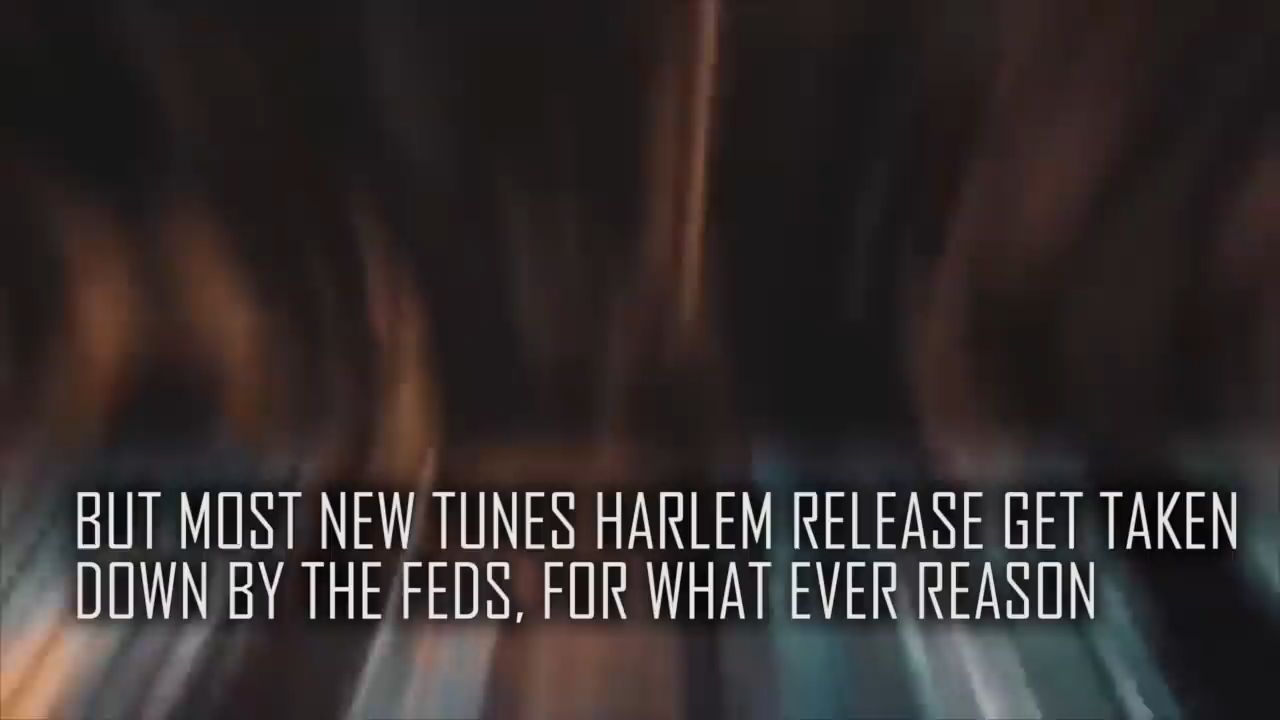 BUT MOST NEW TUNES HARLEM RELEASE GET TAKEN
DOWN BY THE FEDS, FOR WHAT EVER REASON